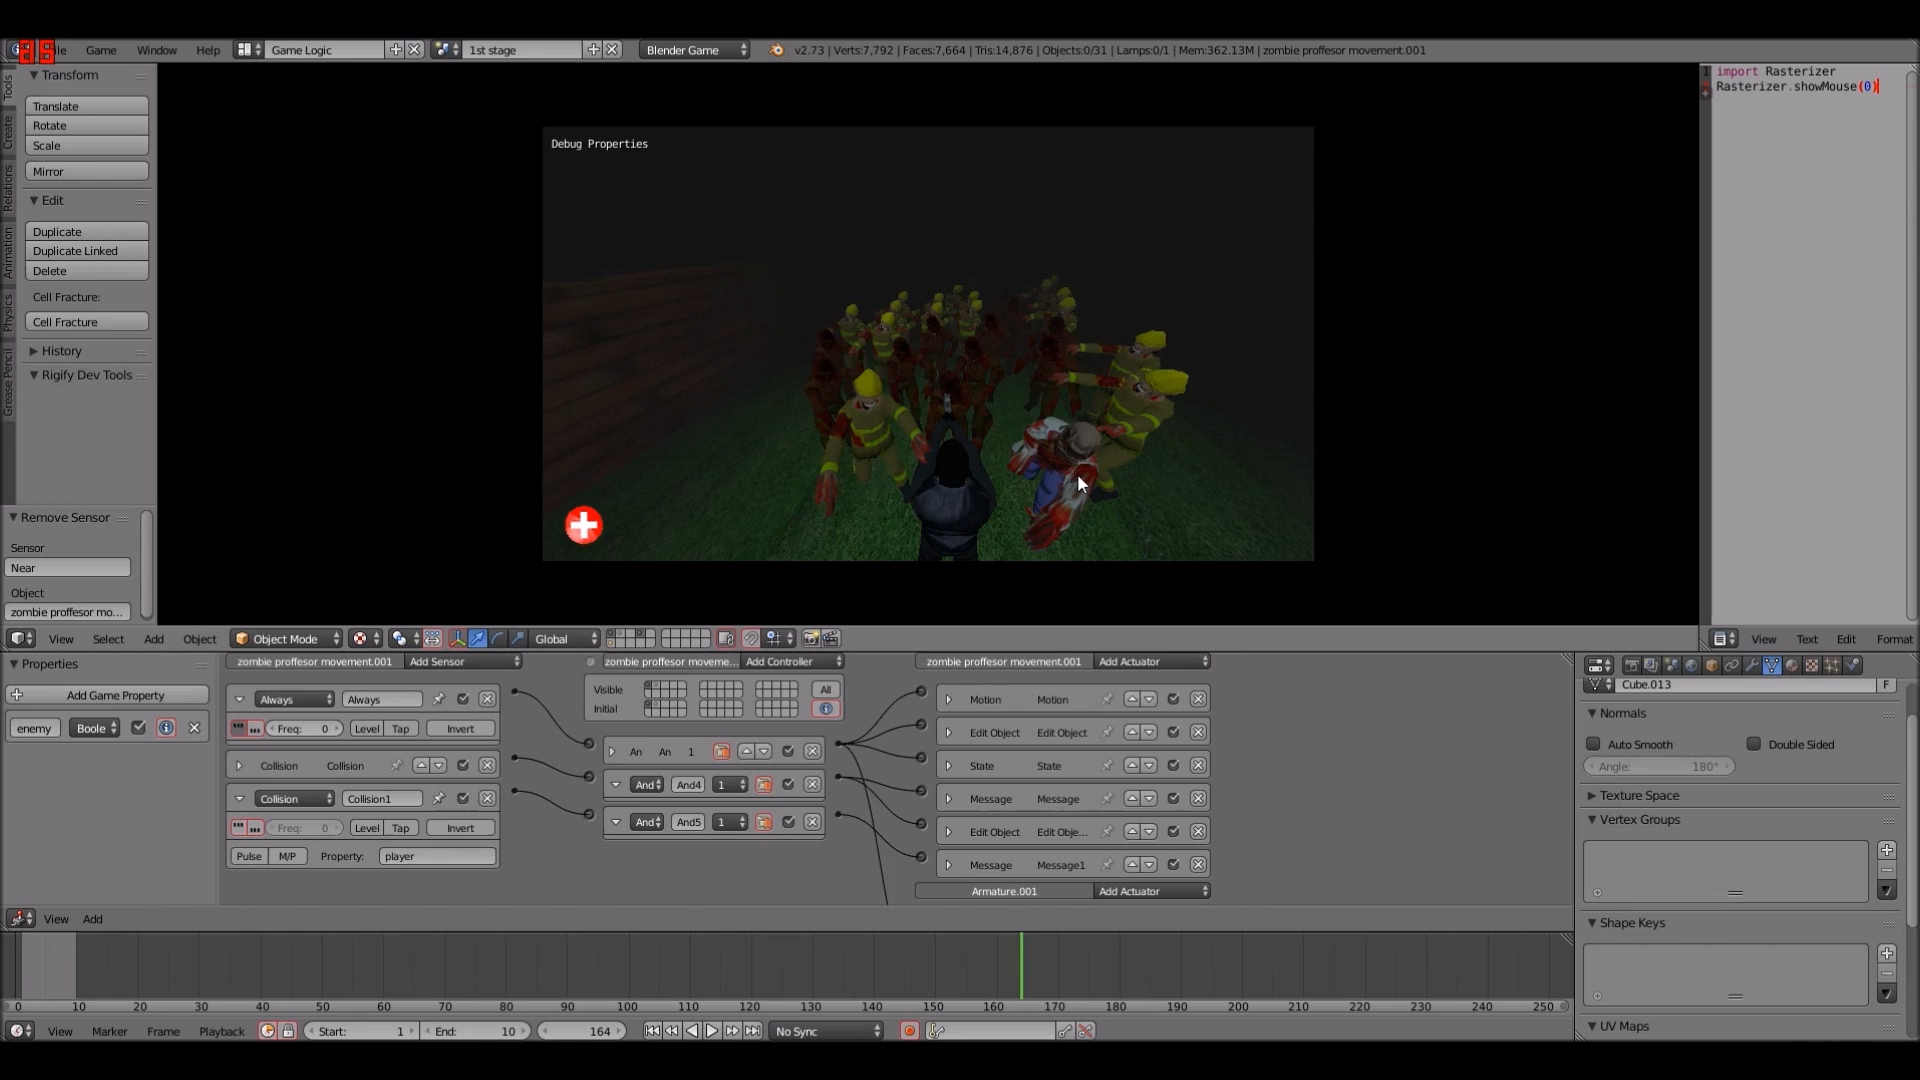 Game Window Help Game Logic 1st stage Blender Game v2.73 | Verts:7,792 | Faces:7,664 | Tris:14,876 | Objects:0/31 | Lamps:0/1 | Mem:362.13M | zombie proffesor movement.001
Tools
Create
Relations
Animation
Physics
Grease Pencil
Transform
Translate
Rotate
Scale
Mirror
Edit
Duplicate
Duplicate Linked
Delete
Cell Fracture:
Cell Fracture
History
Rigify Dev Tools
Remove Sensor
Sensor
Near
Object
zombie proffesor mo...
Debug Properties
1 import Rasterizer
Rasterizer.showMouse(0)
View Select Add Object Object Mode Global
View Text Edit Format
Properties
Add Game Property
enemy Boole
zombie proffesor movement.001 Add Sensor
Always Always
Freq: 0 Level Tap Invert
Collision Collision
Collision Collision1
Freq: 0 Level Tap Invert
Pulse M/P Property: player
zombie proffesor moveme... Add Controller
Visible All
Initial
An An 1
And And4 1
And And5 1
zombie proffesor movement.001 Add Actuator
Motion Motion
Edit Object Edit Object
State State
Message Message
Edit Object Edit Obje...
Message Message1
Armature.001 Add Actuator
Cube.013 F
Normals
Auto Smooth Double Sided
Angle: 180°
Texture Space
Vertex Groups
Shape Keys
UV Maps
View Add
0 10 20 30 40 50 60 70 80 90 100 110 120 130 140 150 160 170 180 190 200 210 220 230 240 250
View Marker Frame Playback Start: 1 End: 10 164 No Sync